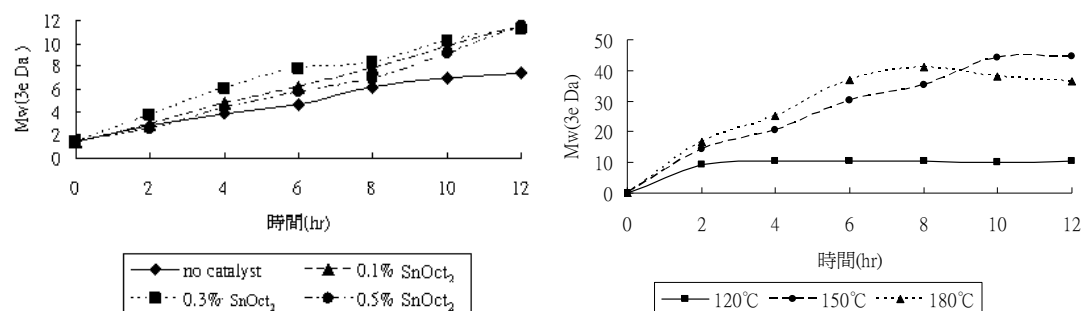 Mw(3e Da )
12
10
8
6
4
2
0
0 2 4 6 8 10 12
時間(hr)
no catalyst 0.1% SnOct₂
0.3% SnOct₂ 0.5% SnOct₂
Mw(3e Da)
50
40
30
20
10
0
0 2 4 6 8 10 12
時間(hr)
120℃ 150℃ 180℃